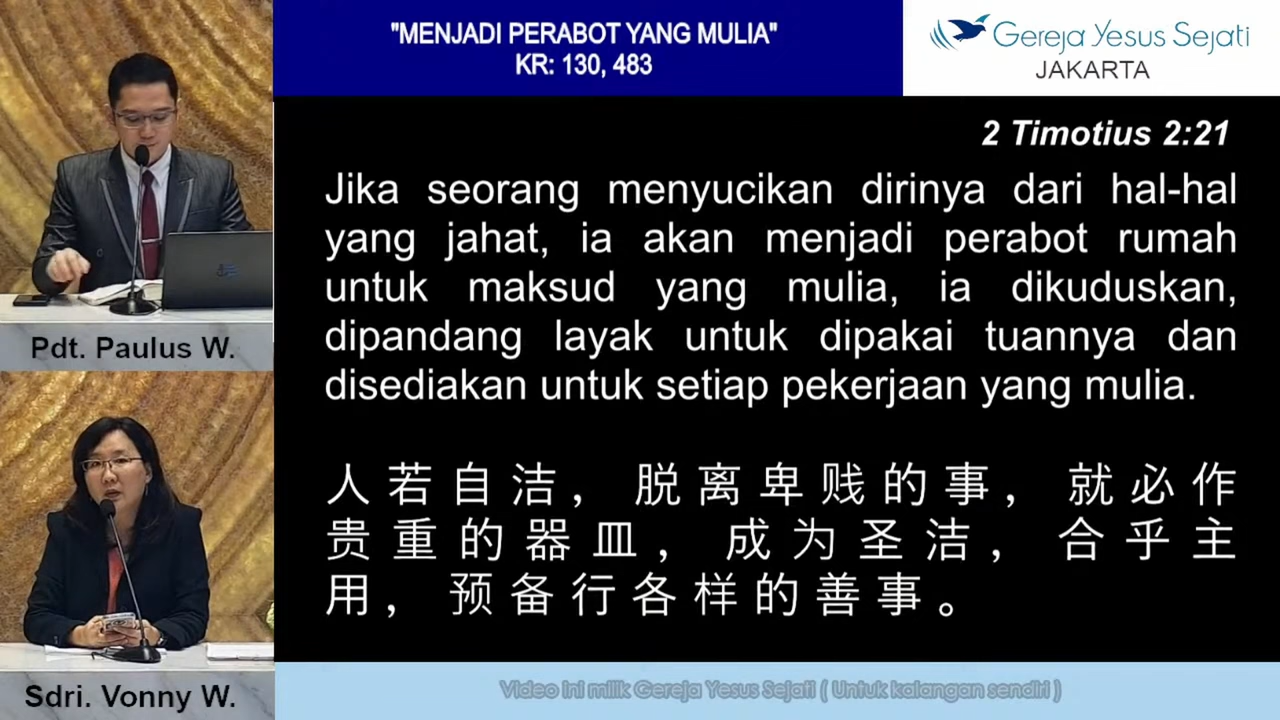 "MENJADI PERABOT YANG MULIA"
KR: 130, 483
Gereja Yesus Sejati
JAKARTA
2 Timotius 2:21
Jika seorang menyucikan dirinya dari hal-hal
yang jahat, ia akan menjadi perabot rumah
untuk maksud yang mulia, ia dikuduskan,
dipandang layak untuk dipakai tuannya dan
disediakan untuk setiap pekerjaan yang mulia.
人若自洁，脱离卑贱的事，就必作
贵重的器皿，成为圣洁，合乎主
用，预备行各样的善事。
Pdt. Paulus W.
Sdri. Vonny W.
Video ini milik Gereja Yesus Sejati ( Untuk kalangan sendiri )